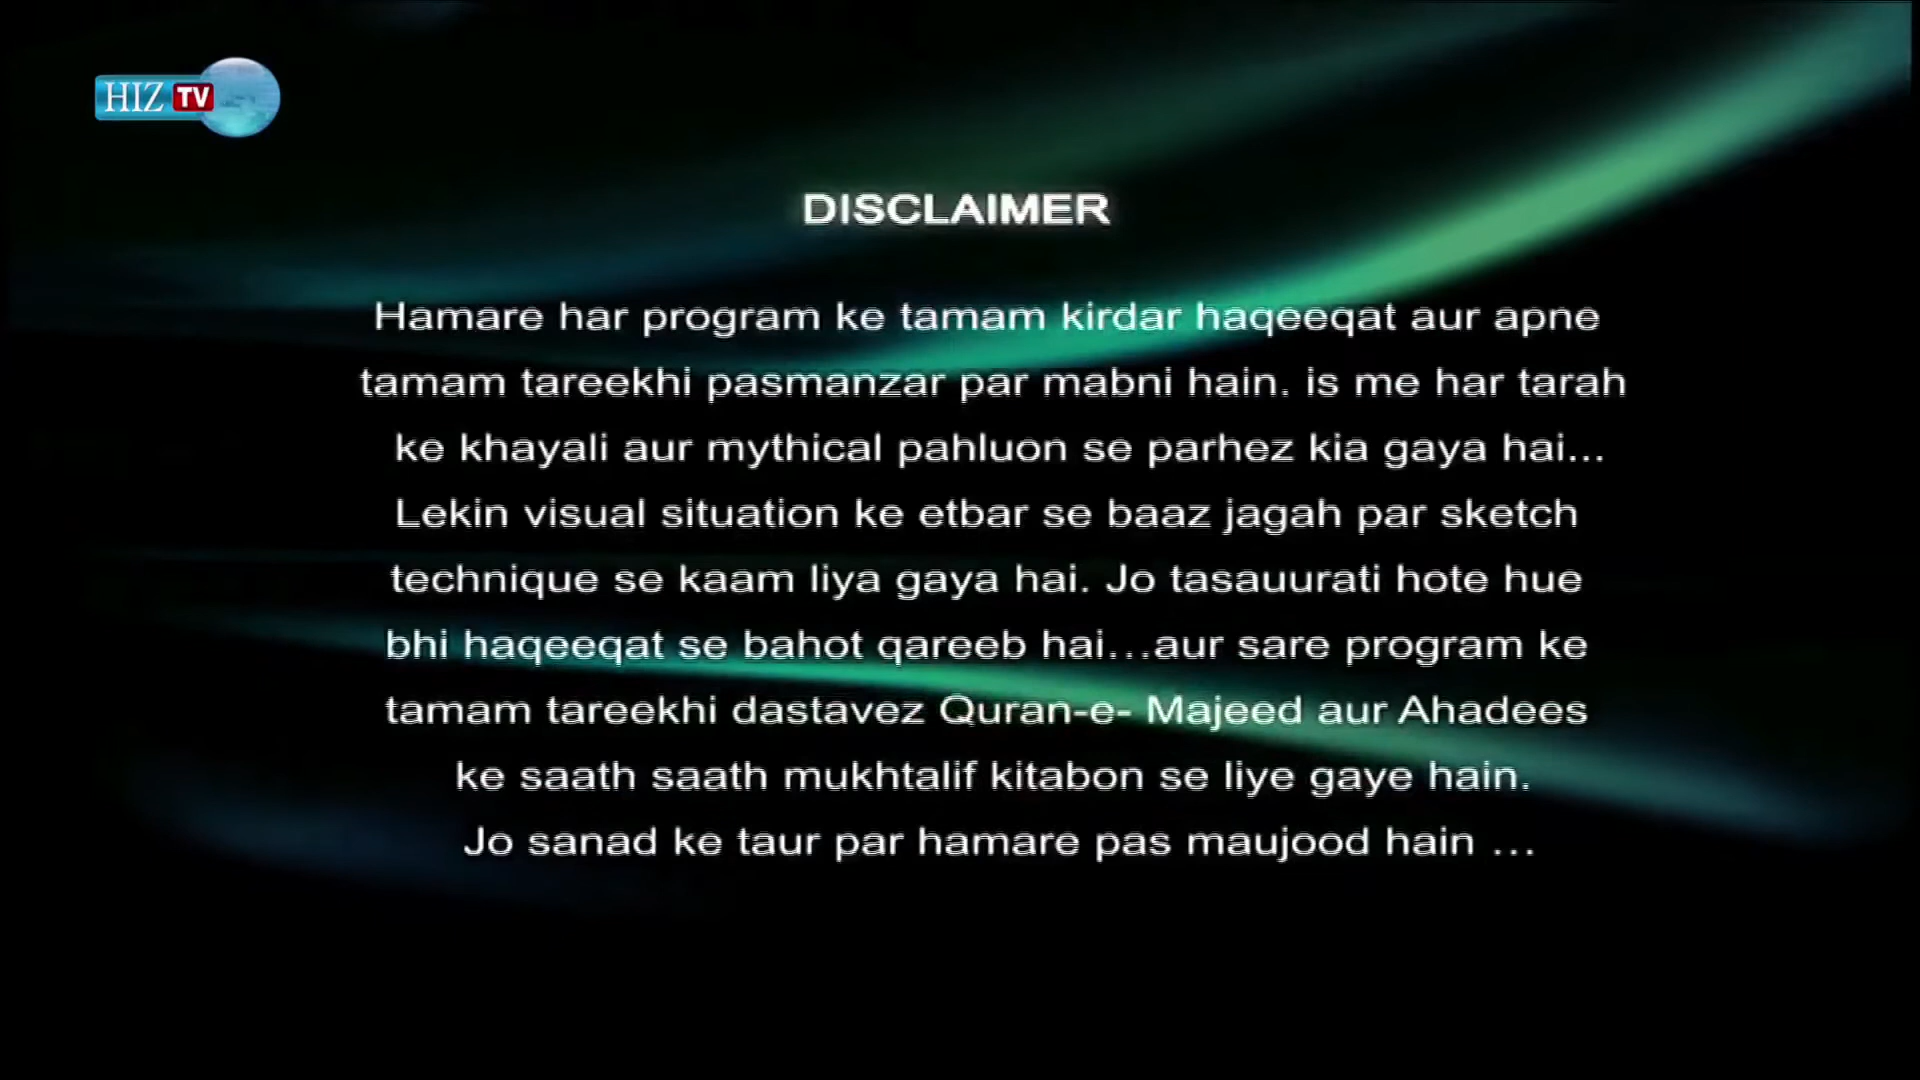 HIZ TV
DISCLAIMER
Hamare har program ke tamam kirdar haqeeqat aur apne
tamam tareekhi pasmanzar par mabni hain. is me har tarah
ke khayali aur mythical pahluon se parhez kia gaya hai...
Lekin visual situation ke etbar se baaz jagah par sketch
technique se kaam liya gaya hai. Jo tasauurati hote hue
bhi haqeeqat se bahot qareeb hai...aur sare program ke
tamam tareekhi dastavez Quran-e- Majeed aur Ahadees
ke saath saath mukhtalif kitabon se liye gaye hain.
Jo sanad ke taur par hamare pas maujood hain ...